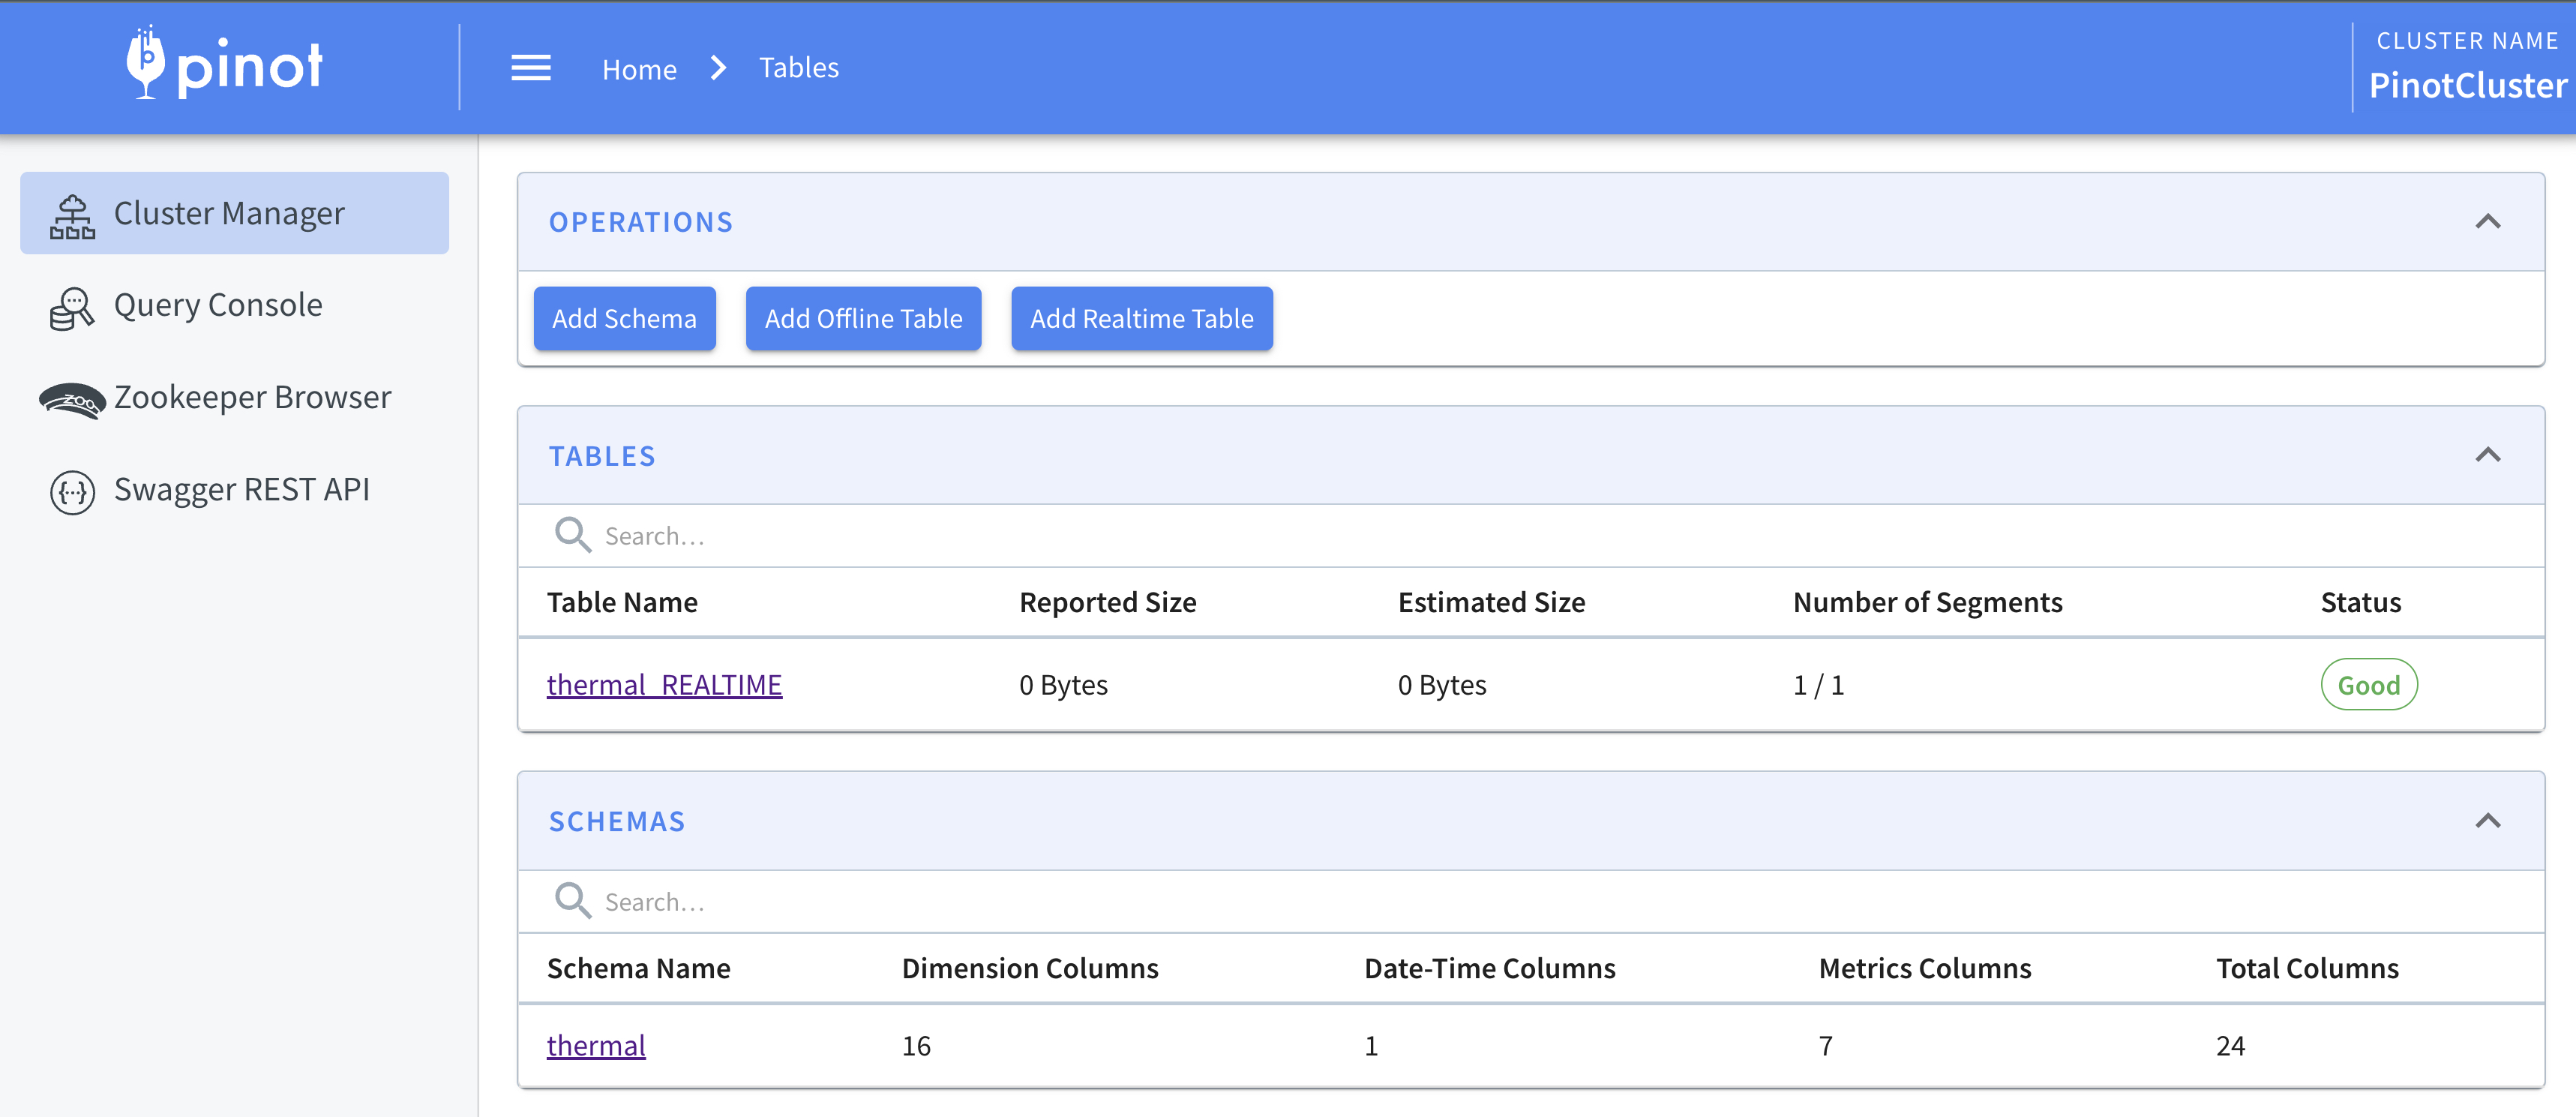 pinot
Home
Tables
CLUSTER NAME
PinotCluster
Cluster Manager
Query Console
Zookeeper Browser
Swagger REST API
OPERATIONS
Add Schema Add Offline Table Add Realtime Table
TABLES
Search…
Table Name Reported Size Estimated Size Number of Segments Status
thermal_REALTIME 0 Bytes 0 Bytes 1 / 1 Good
SCHEMAS
Search…
Schema Name Dimension Columns Date-Time Columns Metrics Columns Total Columns
thermal 16 1 7 24